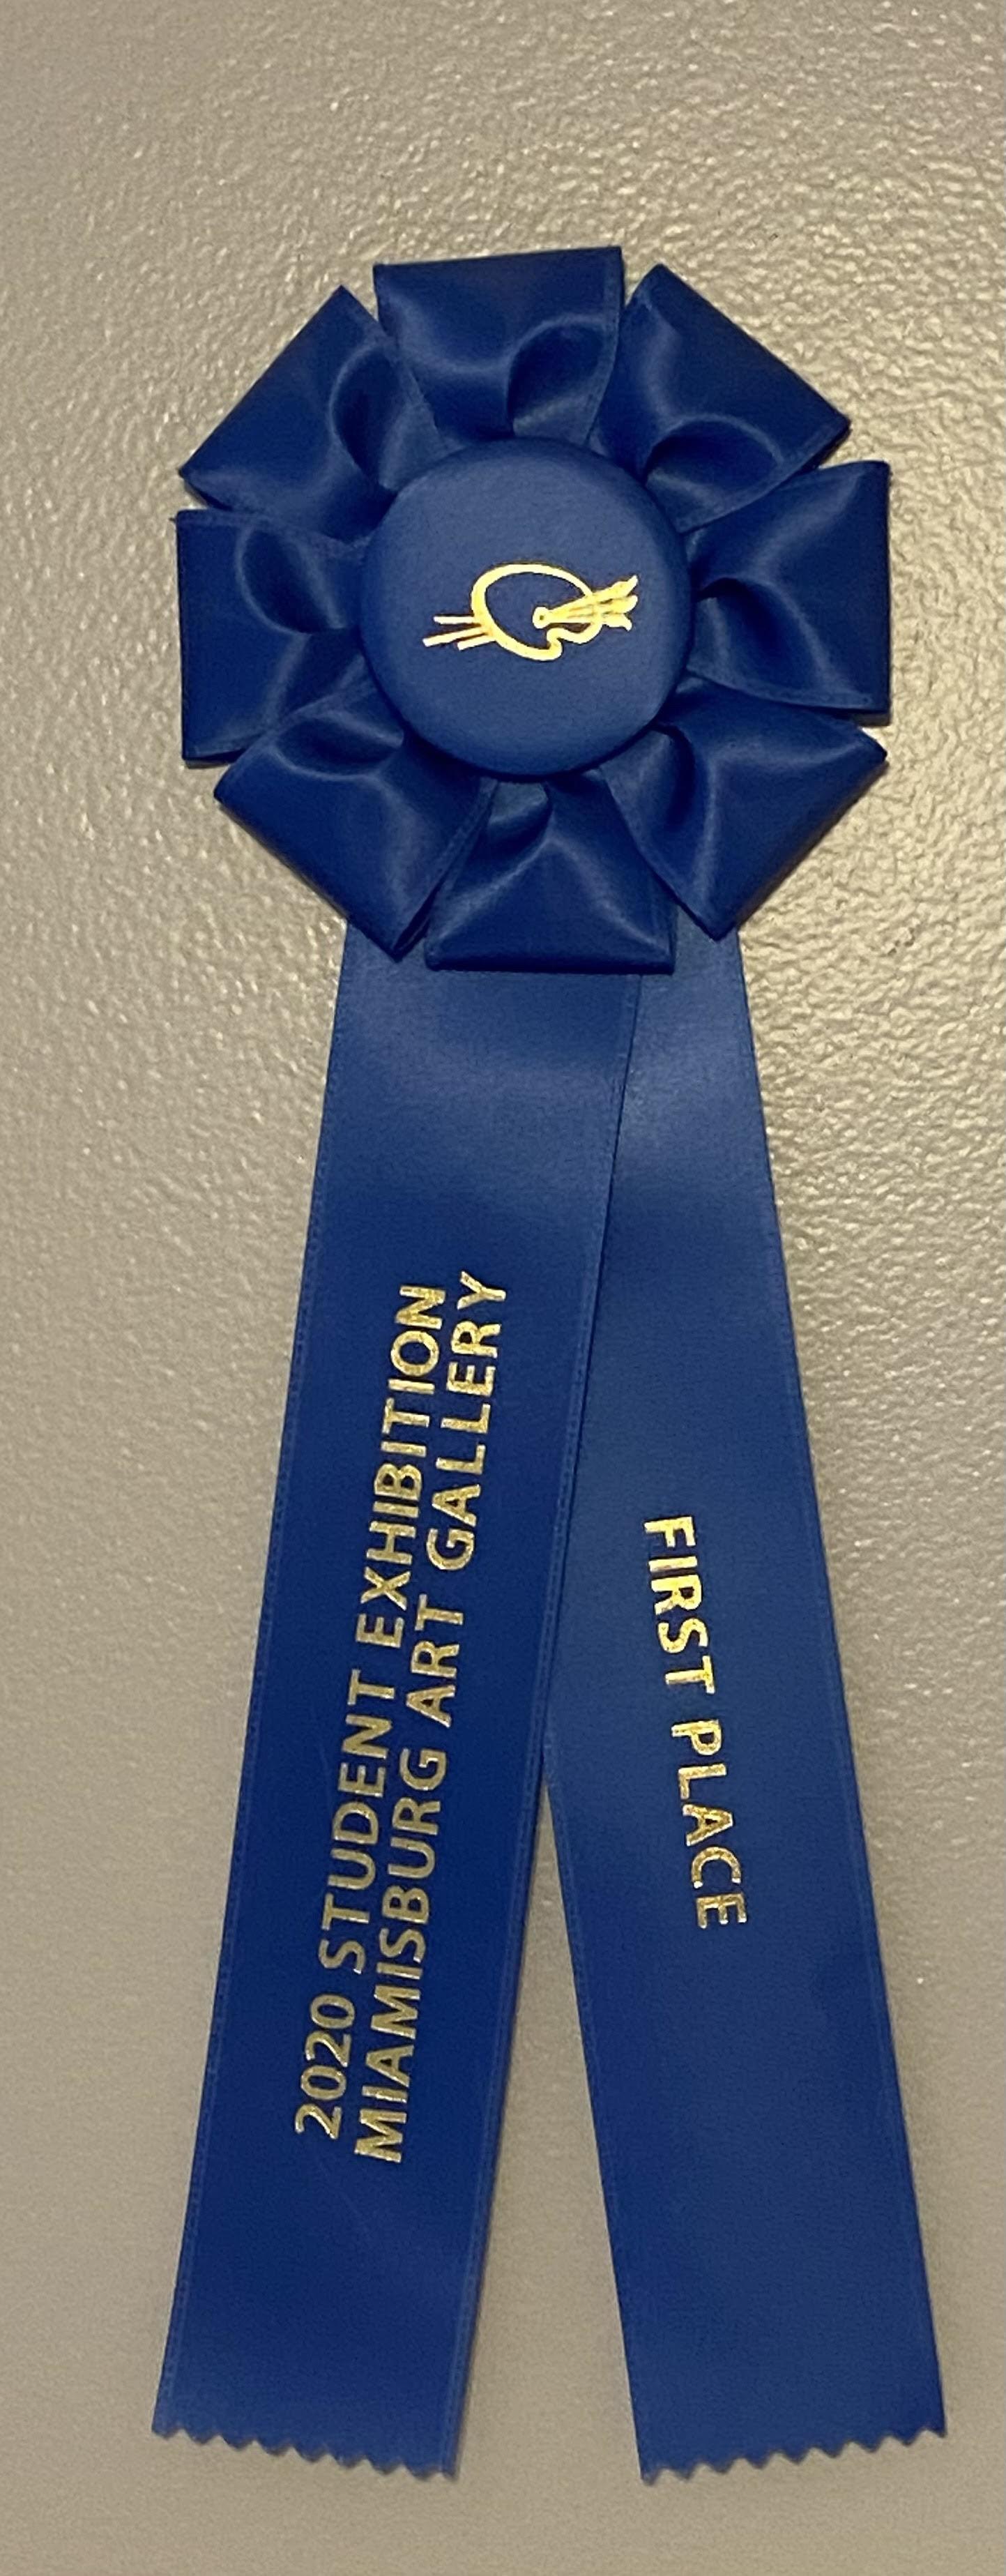 2020 STUDENT EXHIBITION
MIAMISBURG ART GALLERY
FIRST PLACE